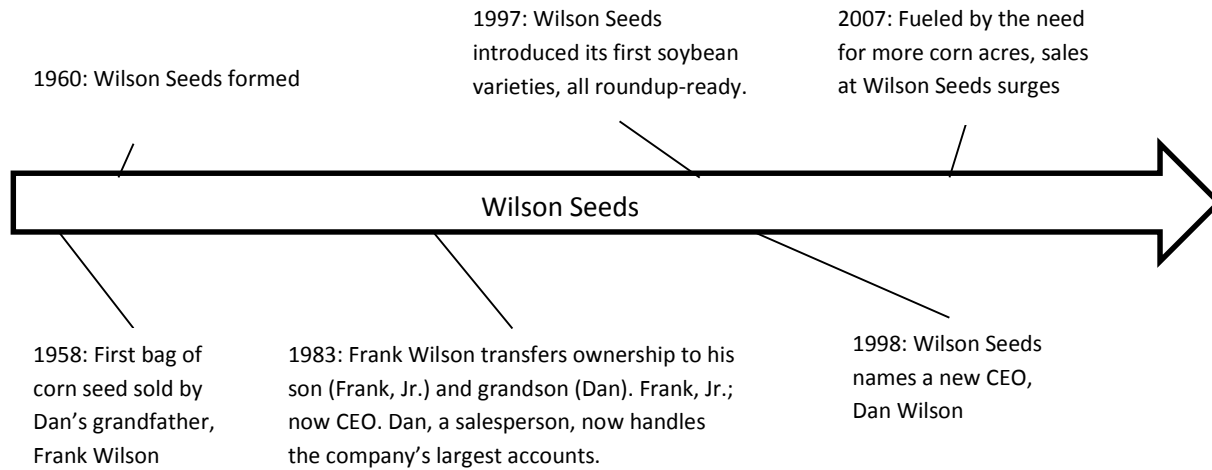 1960: Wilson Seeds formed
1997: Wilson Seeds
introduced its first soybean
varieties, all roundup-ready.
2007: Fueled by the need
for more corn acres, sales
at Wilson Seeds surges
Wilson Seeds
1958: First bag of
corn seed sold by
Dan’s grandfather,
Frank Wilson
1983: Frank Wilson transfers ownership to his
son (Frank, Jr.) and grandson (Dan). Frank, Jr.;
now CEO. Dan, a salesperson, now handles
the company’s largest accounts.
1998: Wilson Seeds
names a new CEO,
Dan Wilson